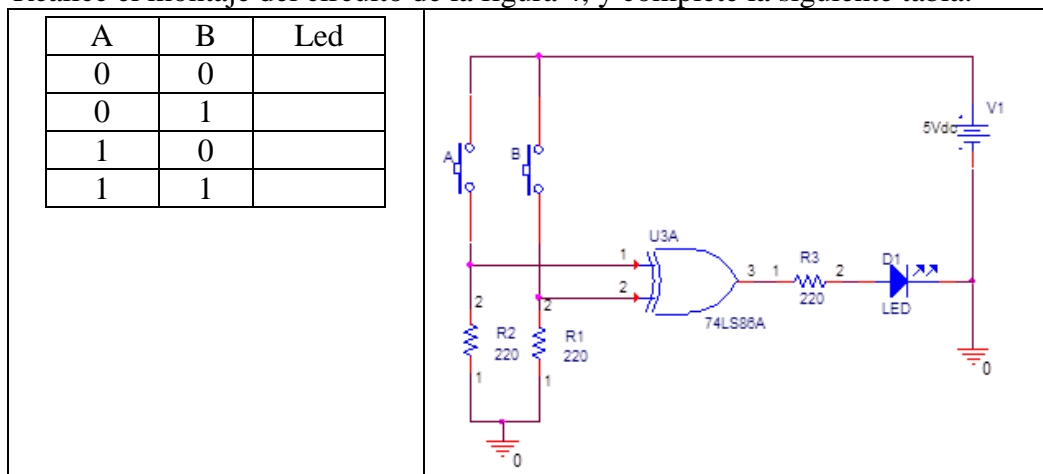 Realice el montaje del circuito de la figura 4, y complete la siguiente tabla.
A B Led
0 0
0 1
1 0
1 1
V1
5Vdc
A
B
U3A
1
2
3
74LS86A
1
R3
2
220
D1
LED
2
R2
220
1
2
R1
220
1
0
0